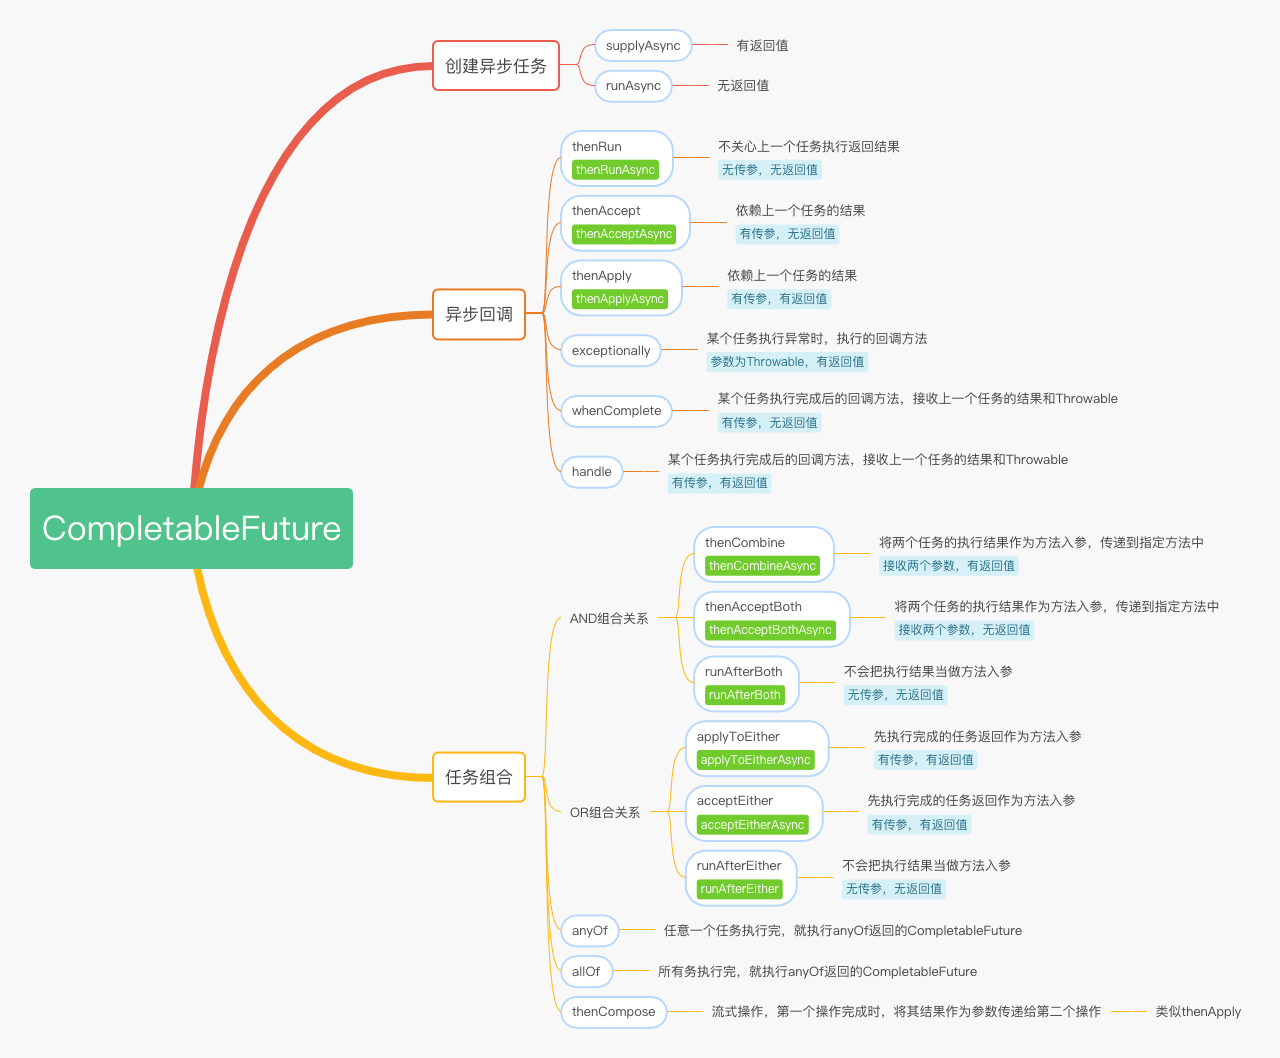 CompletableFuture
创建异步任务
supplyAsync
有返回值
runAsync
无返回值
异步回调
thenRun
thenRunAsync
不关心上一个任务执行返回结果
无传参，无返回值
thenAccept
thenAcceptAsync
依赖上一个任务的结果
有传参，无返回值
thenApply
thenApplyAsync
依赖上一个任务的结果
有传参，有返回值
exceptionally
某个任务执行异常时，执行的回调方法
参数为Throwable，有返回值
whenComplete
某个任务执行完成后的回调方法，接收上一个任务的结果和Throwable
有传参，无返回值
handle
某个任务执行完成后的回调方法，接收上一个任务的结果和Throwable
有传参，有返回值
任务组合
AND组合关系
thenCombine
thenCombineAsync
将两个任务的执行结果作为方法入参，传递到指定方法中
接收两个参数，有返回值
thenAcceptBoth
thenAcceptBothAsync
将两个任务的执行结果作为方法入参，传递到指定方法中
接收两个参数，无返回值
runAfterBoth
runAfterBoth
不会把执行结果当做方法入参
无传参，无返回值
OR组合关系
applyToEither
applyToEitherAsync
先执行完成的任务返回作为方法入参
有传参，有返回值
acceptEither
acceptEitherAsync
先执行完成的任务返回作为方法入参
有传参，有返回值
runAfterEither
runAfterEither
不会把执行结果当做方法入参
无传参，无返回值
anyOf
任意一个任务执行完，就执行anyOf返回的CompletableFuture
allOf
所有务执行完，就执行anyOf返回的CompletableFuture
thenCompose
流式操作，第一个操作完成时，将其结果作为参数传递给第二个操作
类似thenApply